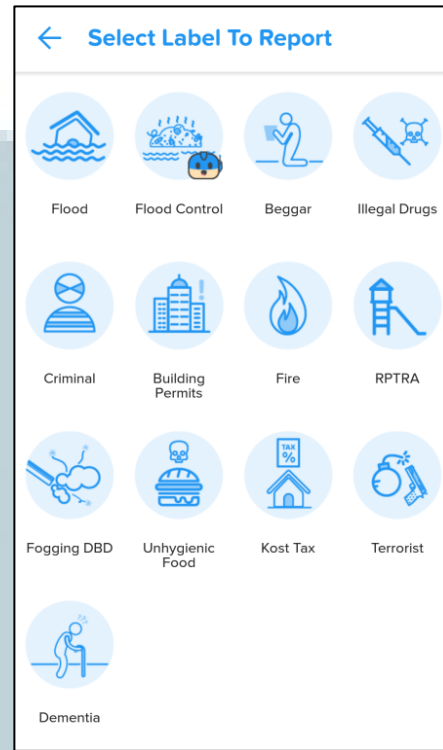 Select Label To Report
Flood
Flood Control
Beggar
Illegal Drugs
Criminal
Building
Permits
!
Fire
RPTRA
Fogging DBD
Unhygienic
Food
TAX
%
Kost Tax
Terrorist
??
Dementia